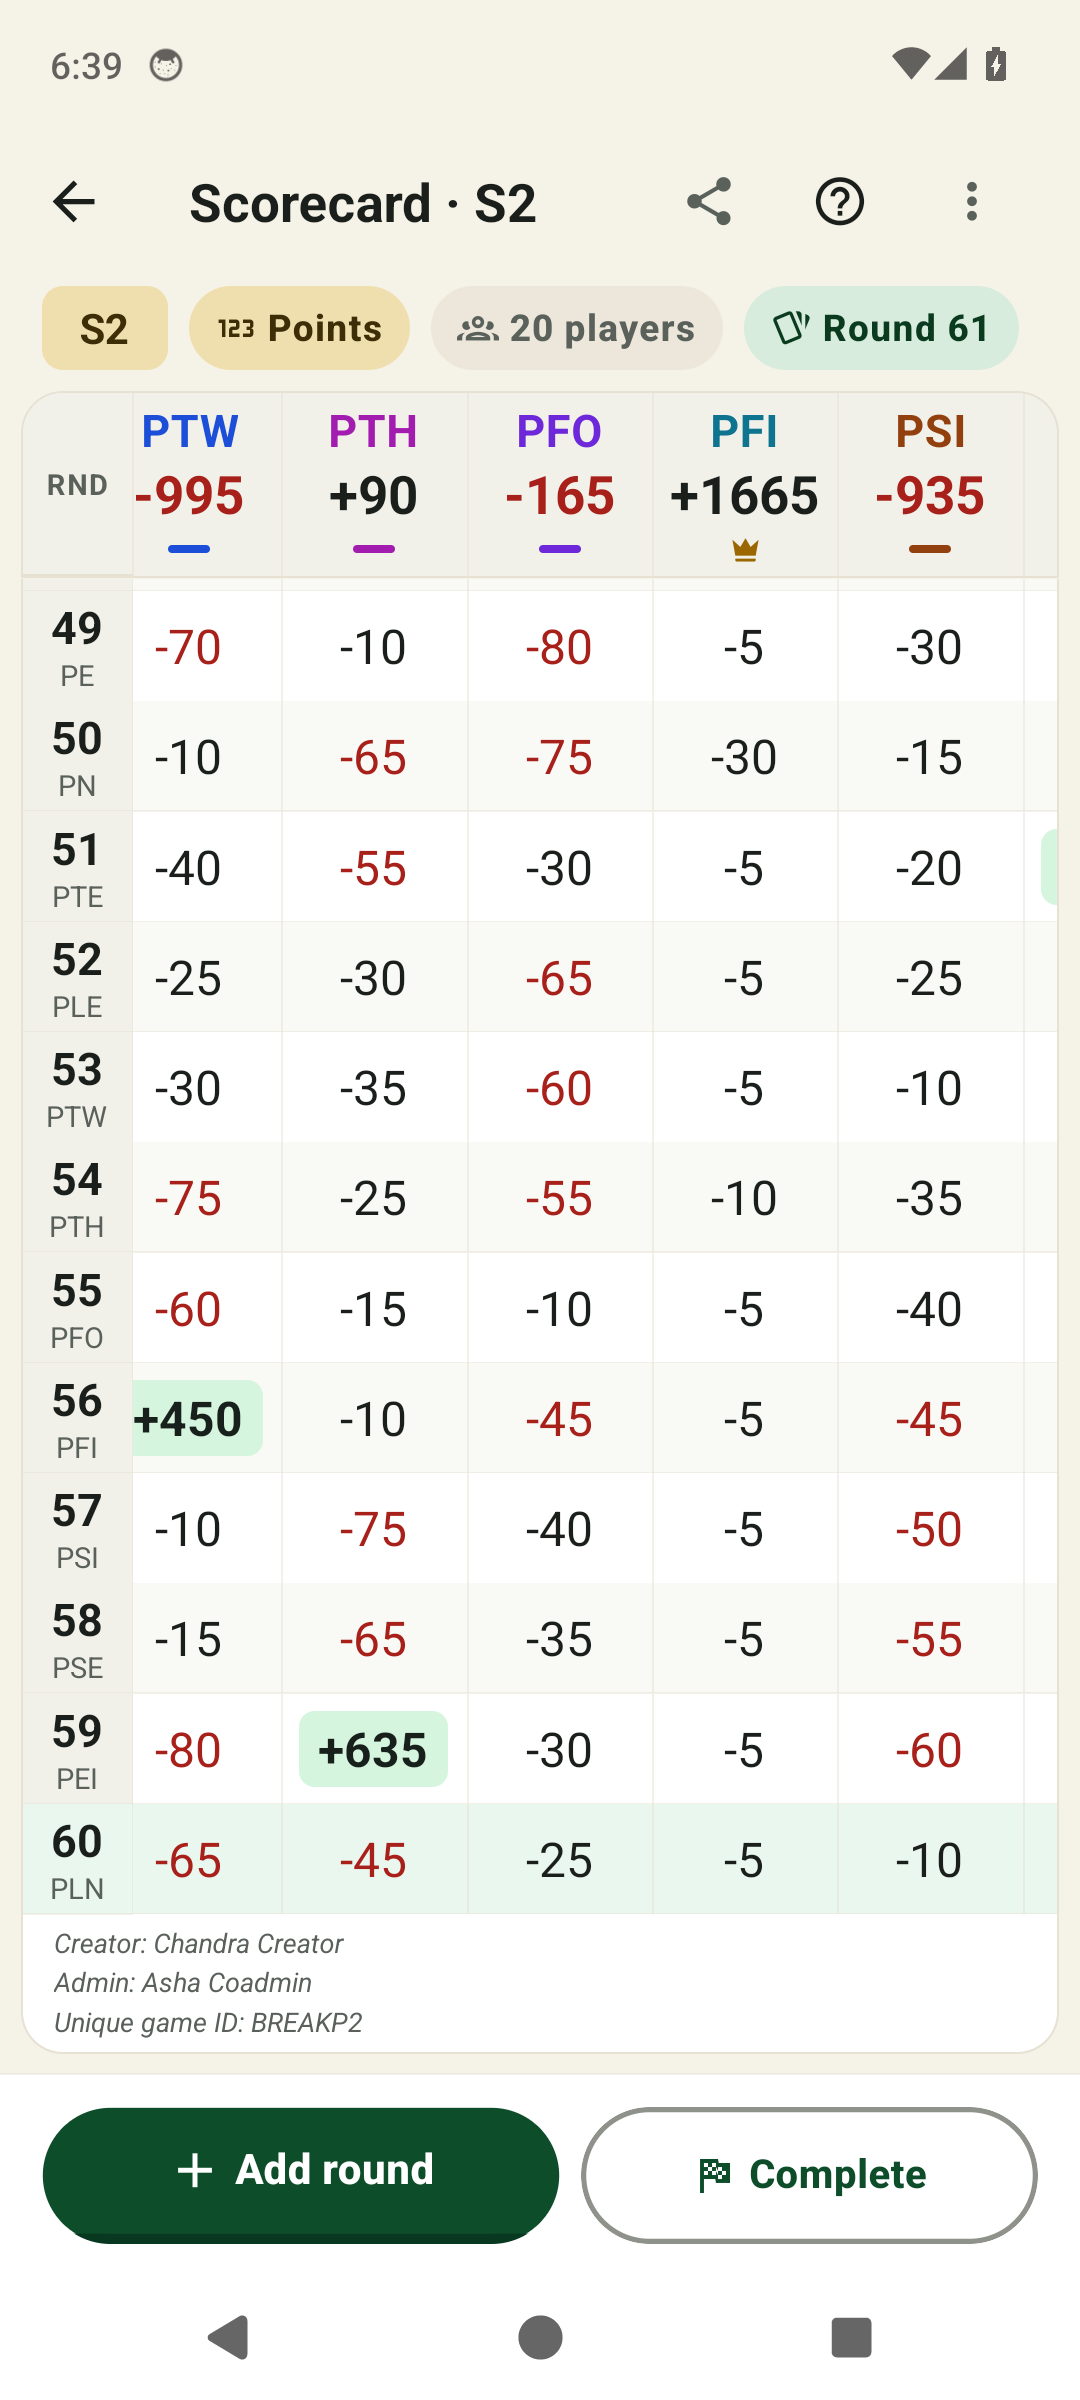 6:39
Scorecard · S2
S2 123 Points 20 players Round 61
RND PTW PTH PFO PFI PSI
-995 +90 -165 +1665 -935
49 PE -70 -10 -80 -5 -30
50 PN -10 -65 -75 -30 -15
51 PTE -40 -55 -30 -5 -20
52 PLE -25 -30 -65 -5 -25
53 PTW -30 -35 -60 -5 -10
54 PTH -75 -25 -55 -10 -35
55 PFO -60 -15 -10 -5 -40
56 PFI +450 -10 -45 -5 -45
57 PSI -10 -75 -40 -5 -50
58 PSE -15 -65 -35 -5 -55
59 PEI -80 +635 -30 -5 -60
60 PLN -65 -45 -25 -5 -10
Creator: Chandra Creator
Admin: Asha Coadmin
Unique game ID: BREAKP2
Add round Complete